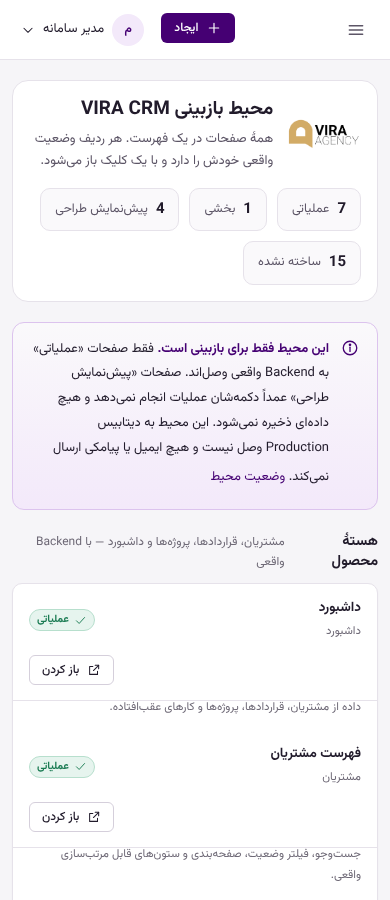 ایجاد
م
مدیر سامانه
VIRA
AGENCY
محیط بازبینی VIRA CRM
همهٔ صفحات در یک فهرست. هر ردیف وضعیت
واقعی خودش را دارد و با یک کلیک باز می‌شود.
7 عملیاتی
1 بخشی
4 پیش‌نمایش طراحی
15 ساخته نشده
این محیط فقط برای بازبینی است. فقط صفحات «عملیاتی»
به Backend واقعی وصل‌اند. صفحات «پیش‌نمایش
طراحی» عمداً دکمه‌شان عملیات انجام نمی‌دهد و هیچ
داده‌ای ذخیره نمی‌شود. این محیط به دیتابیس
Production وصل نیست و هیچ ایمیل یا پیامکی ارسال
نمی‌کند. وضعیت محیط
هستهٔ
محصول
مشتریان، قراردادها، پروژه‌ها و داشبورد — با Backend
واقعی
داشبورد
داشبورد
عملیاتی
باز کردن
داده از مشتریان، قراردادها، پروژه‌ها و کارهای عقب‌افتاده.
فهرست مشتریان
مشتریان
عملیاتی
باز کردن
جست‌وجو، فیلتر وضعیت، صفحه‌بندی و ستون‌های قابل مرتب‌سازی
واقعی.